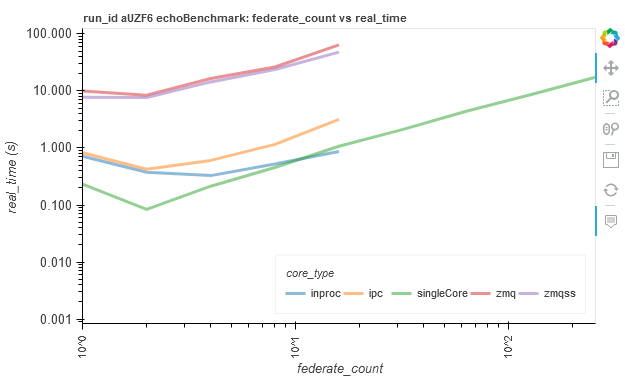 run_id aUZF6 echoBenchmark: federate_count vs real_time
100.000
10.000
1.000
0.100
0.010
0.001
real_time (s)
core_type
inproc ipc singleCore zmq zmqss
10^0 10^1 10^2
federate_count